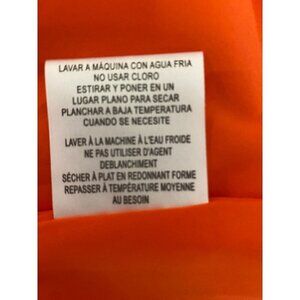 LAVAR A MÁQUINA CON AGUA FRIA
NO USAR CLORO
ESTIRAR Y PONER EN UN
LUGAR PLANO PARA SECAR
PLANCHAR A BAJA TEMPERATURA
CUANDO SE NECESITE
LAVER À LA MACHINE À L'EAU FROIDE
NE PAS UTILISER D'AGENT
DEBLANCHIMENT
SÉCHER À PLAT EN REDONNANT FORME
REPASSER À TEMPÉRATURE MOYENNE
AU BESOIN